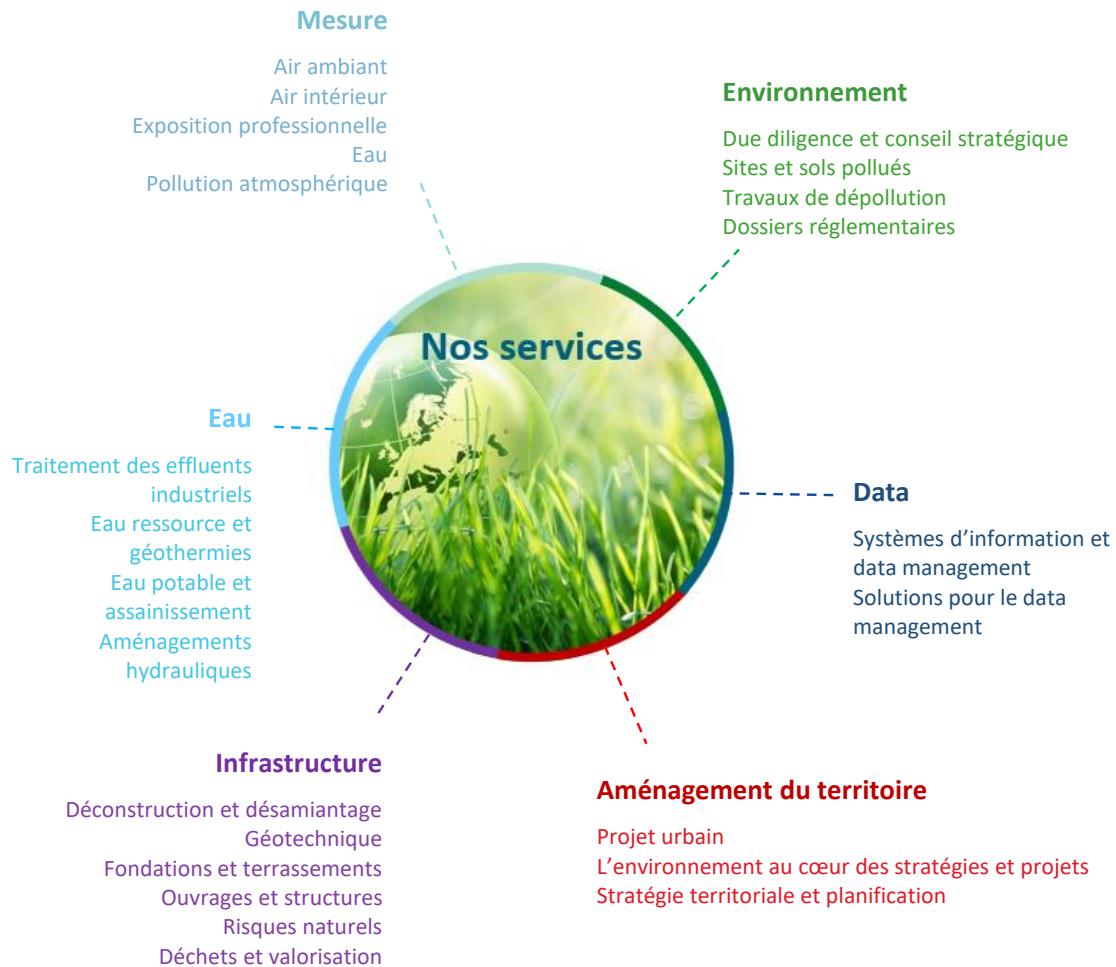 Mesure
Air ambiant
Air intérieur
Exposition professionnelle
Eau
Pollution atmosphérique
Environnement
Due diligence et conseil stratégique
Sites et sols pollués
Travaux de dépollution
Dossiers réglementaires
Nos services
Eau
Traitement des effluents
industriels
Eau ressource et
géothermies
Eau potable et
assainissement
Aménagements
hydrauliques
Data
Systèmes d’information et
data management
Solutions pour le data
management
Infrastructure
Déconstruction et désamiantage
Géotechnique
Fondations et terrassements
Ouvrages et structures
Risques naturels
Déchets et valorisation
Aménagement du territoire
Projet urbain
L’environnement au cœur des stratégies et projets
Stratégie territoriale et planification